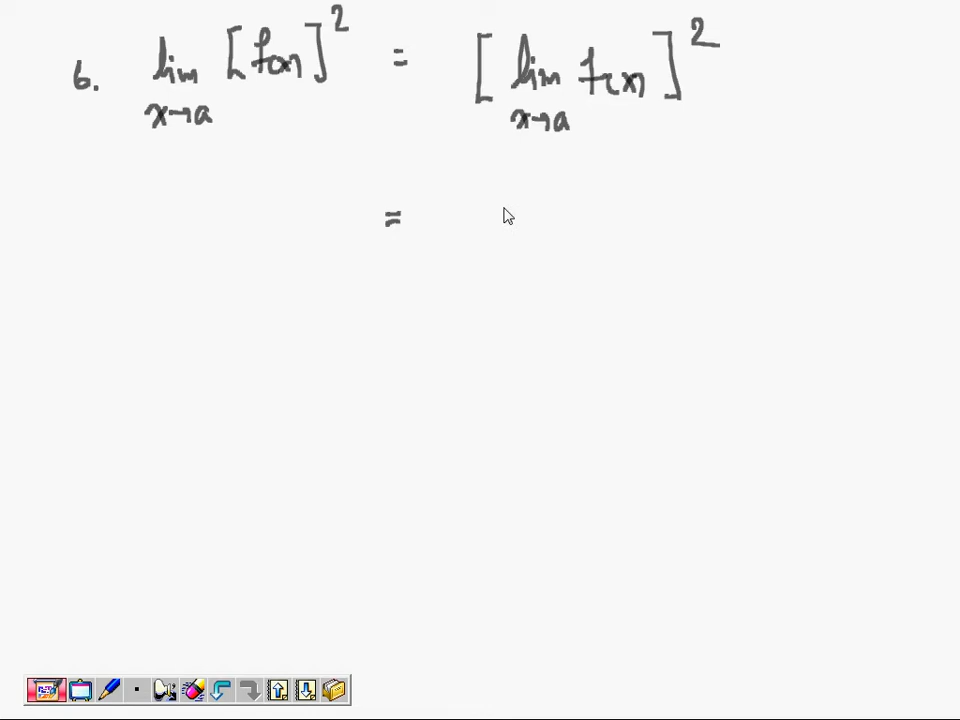 6. lim [f(x)]² = [lim f(x)]²
x→a x→a
=